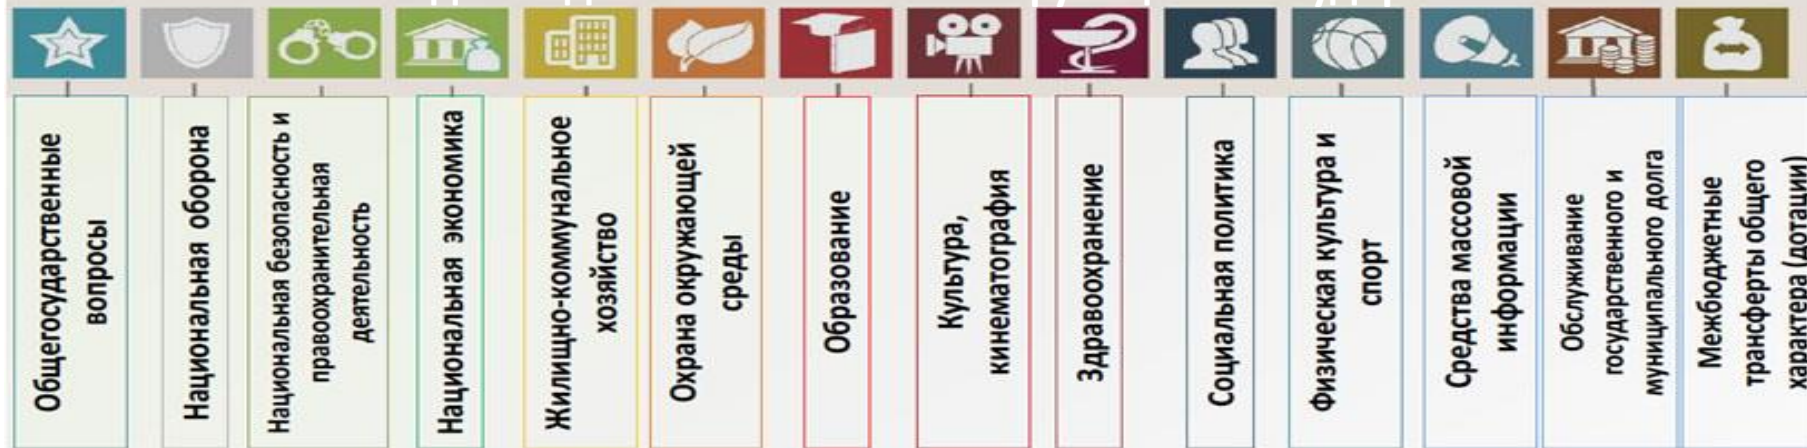 Общегосударственные
вопросы
Национальная оборона
Национальная безопасность и
правоохранительная
деятельность
Национальная экономика
Жилищно-коммунальное
хозяйство
Охрана окружающей
среды
Образование
Культура,
кинематография
Здравоохранение
Социальная политика
Физическая культура и
спорт
Средства массовой
информации
Обслуживание
государственного и
муниципального долга
Межбюджетные
трансферты общего
характера (дотации)